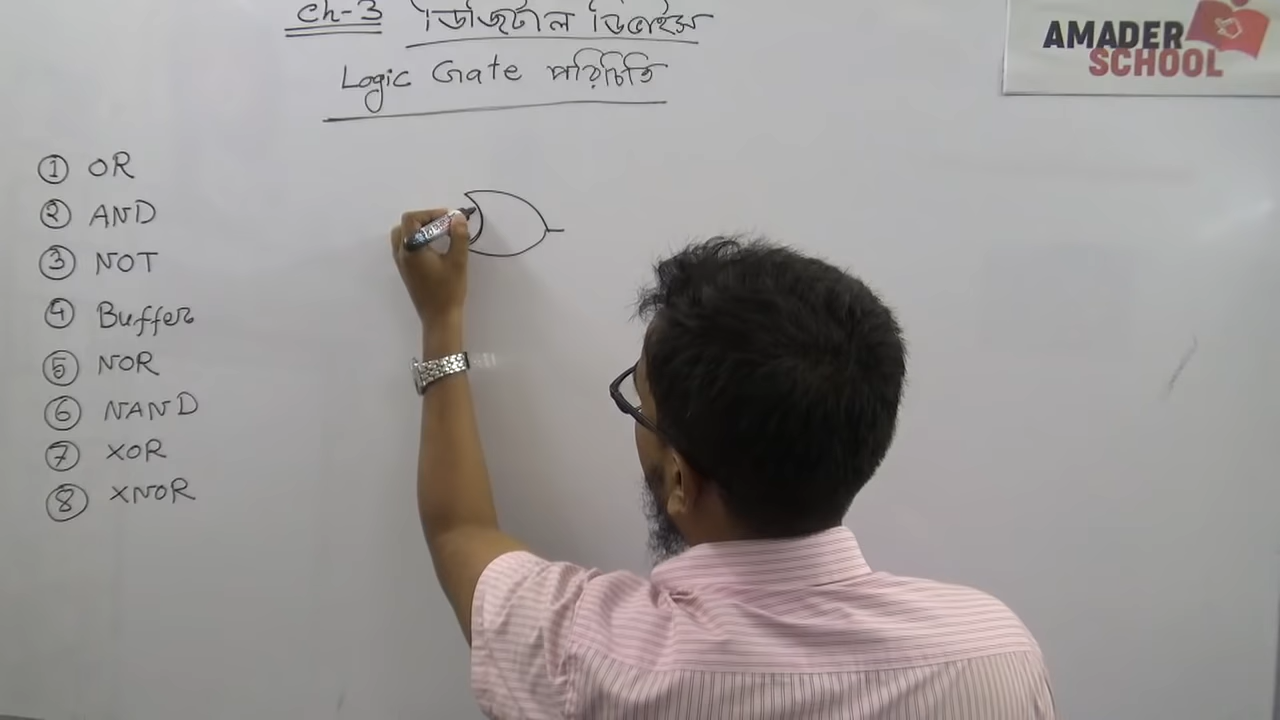 Ch-3 ডিজিটাল ডিভাইস
Logic Gate পরিচিতি
AMADER
SCHOOL
① OR
② AND
③ NOT
④ Buffer
⑤ NOR
⑥ NAND
⑦ XOR
⑧ XNOR